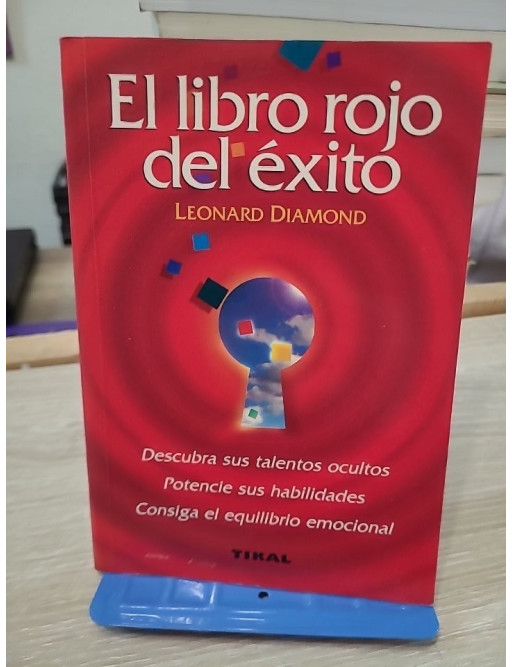 El libro rojo
del éxito
LEONARD DIAMOND
Descubra sus talentos ocultos
Potencie sus habilidades
Consiga el equilibrio emocional
TIKAL